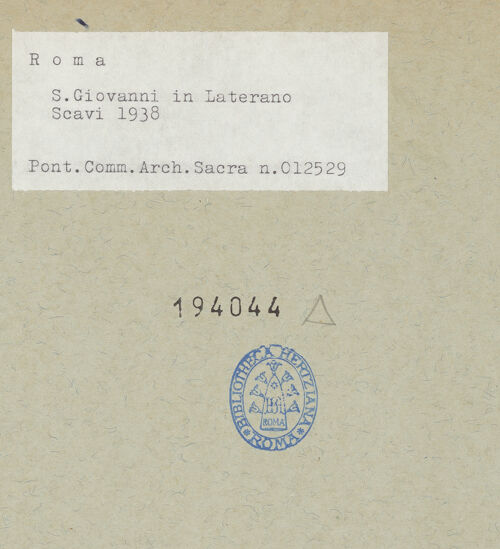 R o m a
S.Giovanni in Laterano
Scavi 1938
Pont.Comm.Arch.Sacra n.012529
194044
*BIBLIOTHECA HERTZIANA*
ROMA
ROMA